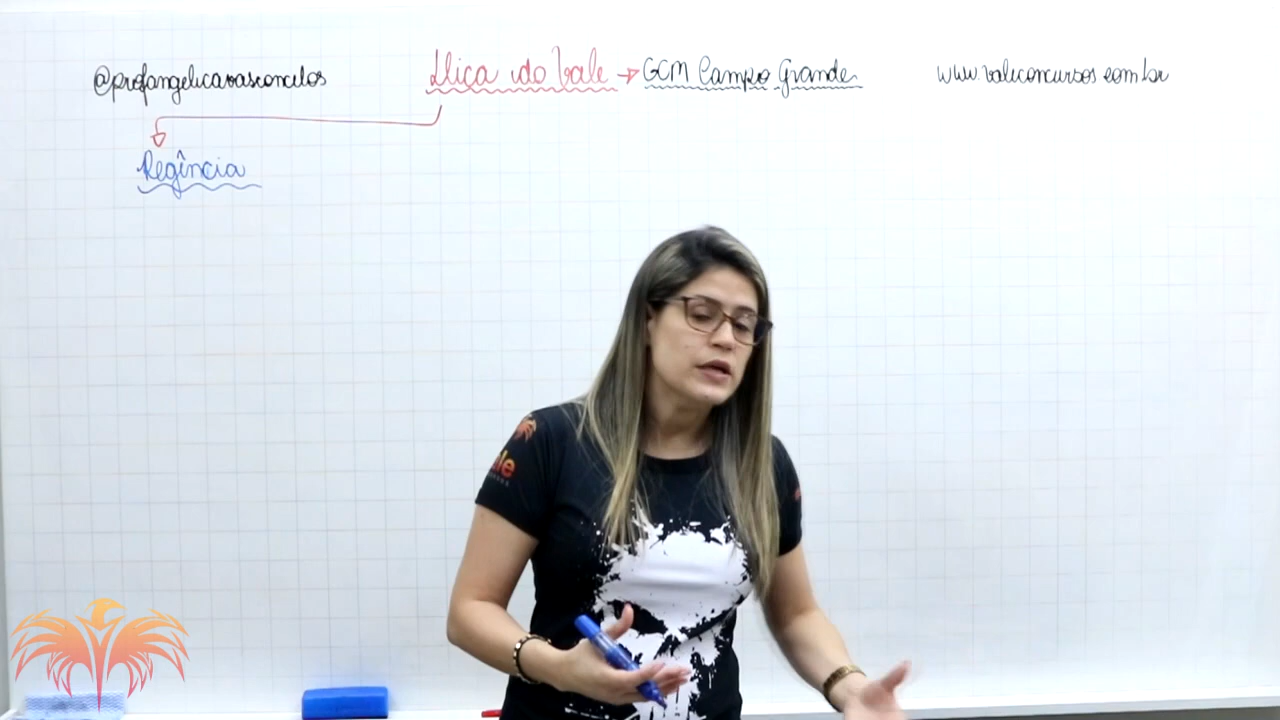 @profangelicavasconcelos
Dica do Vale → GCM Campo Grande
www.valeconcursos.com.br
Regência